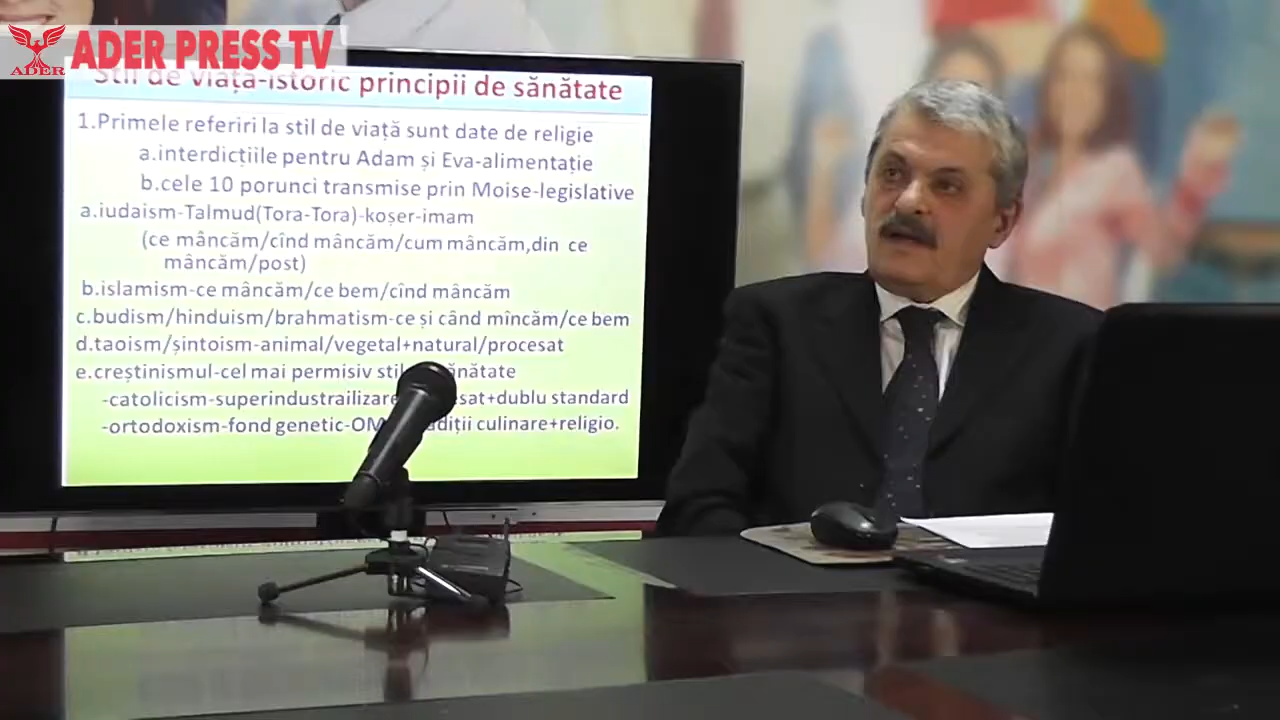 ADER PRESS TV
ADER
Stil de viață-istoric principii de sănătate
1.Primele referiri la stil de viață sunt date de religie
a.interdicțiile pentru Adam și Eva-alimentație
b.cele 10 porunci transmise prin Moise-legislative
a.iudaism-Talmud(Tora-Tora)-koșer-imam
(ce mâncăm/cînd mâncăm/cum mâncăm,din ce
mâncăm/post)
b.islamism-ce mâncăm/ce bem/cînd mâncăm
c.budism/hinduism/brahmatism-ce și când mîncăm/ce bem
d.taoism/șintoism-animal/vegetal+natural/procesat
e.creștinismul-cel mai permisiv
-catolicism-superindustrailizare +dublu standard
-ortodoxism-fond genetic- culinare+religio.